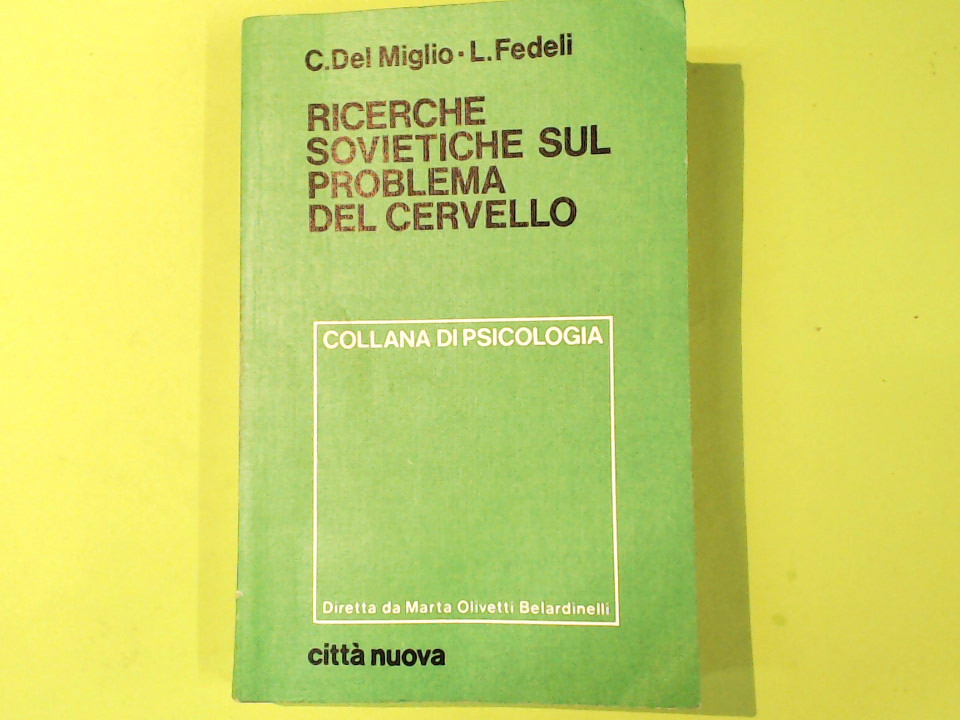 C.Del Miglio · L.Fedeli
RICERCHE
SOVIETICHE SUL
PROBLEMA
DEL CERVELLO
COLLANA DI PSICOLOGIA
Diretta da Marta Olivetti Belardinelli
città nuova